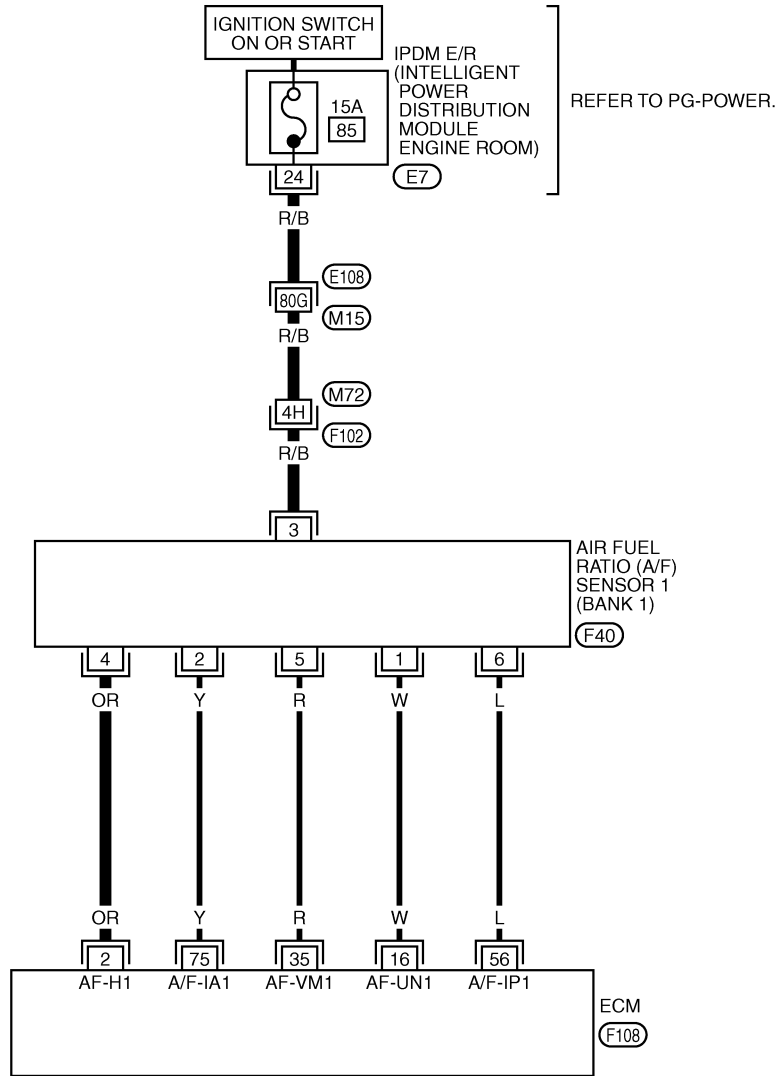 IGNITION SWITCH
ON OR START
IPDM E/R
(INTELLIGENT
POWER
DISTRIBUTION
MODULE
ENGINE ROOM)
REFER TO PG-POWER.
15A
85
24
E7
R/B
E108
80G
M15
R/B
M72
4H
F102
R/B
3
AIR FUEL
RATIO (A/F)
SENSOR 1
(BANK 1)
F40
4 2 5 1 6
OR Y R W L
OR Y R W L
2 75 35 16 56
AF-H1 A/F-IA1 AF-VM1 AF-UN1 A/F-IP1
ECM
F108